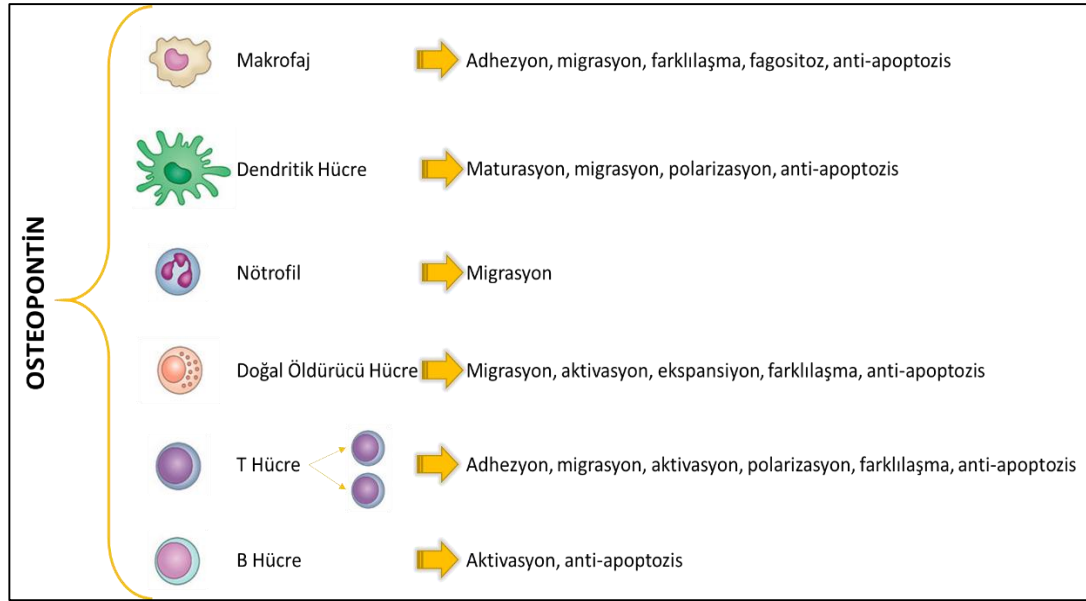 OSTEOPONTİN
Makrofaj
Adhezyon, migrasyon, farklılaşma, fagositoz, anti-apoptozis
Dendritik Hücre
Maturasyon, migrasyon, polarizasyon, anti-apoptozis
Nötrofil
Migrasyon
Doğal Öldürücü Hücre
Migrasyon, aktivasyon, ekspansiyon, farklılaşma, anti-apoptozis
T Hücre
Adhezyon, migrasyon, aktivasyon, polarizasyon, farklılaşma, anti-apoptozis
B Hücre
Aktivasyon, anti-apoptozis